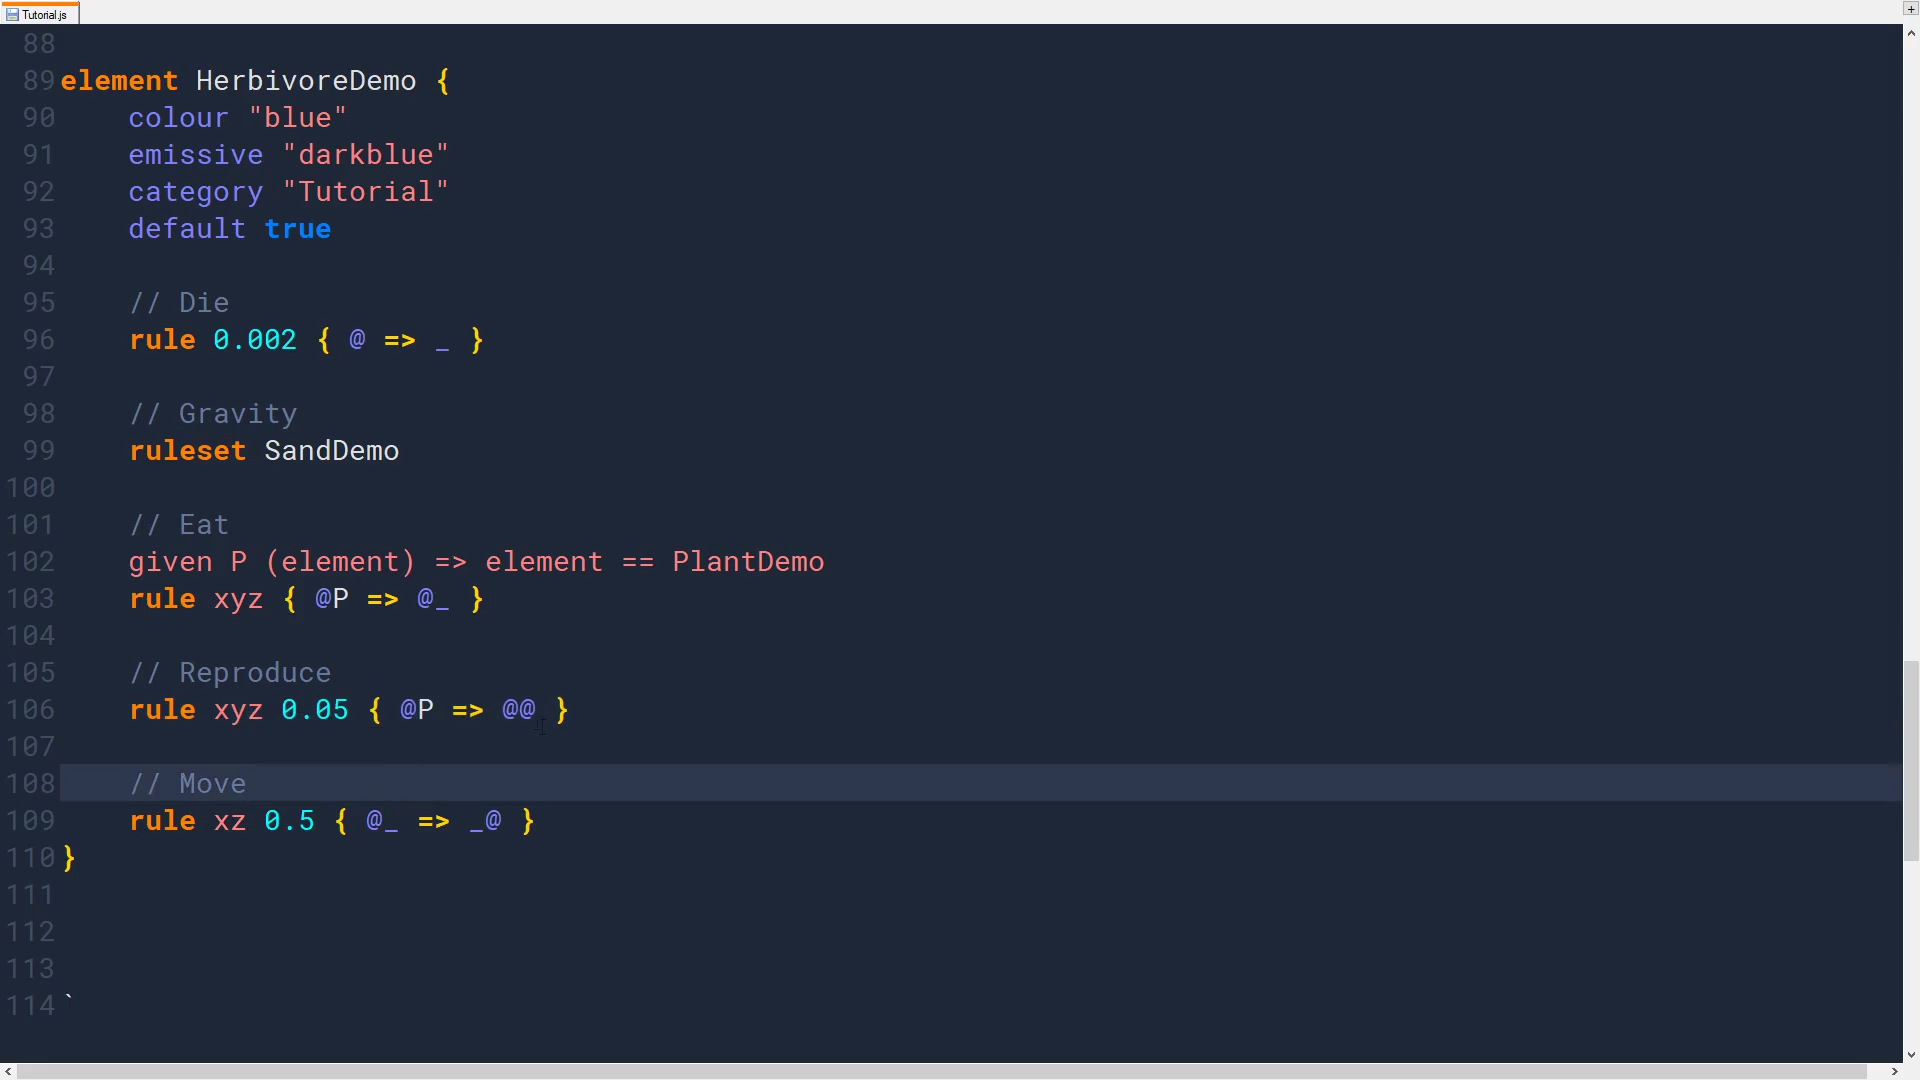 Tutorial.js
88
89 element HerbivoreDemo {
90 colour "blue"
91 emissive "darkblue"
92 category "Tutorial"
93 default true
94
95 // Die
96 rule 0.002 { @ => _ }
97
98 // Gravity
99 ruleset SandDemo
100
101 // Eat
102 given P (element) => element == PlantDemo
103 rule xyz { @P => @_ }
104
105 // Reproduce
106 rule xyz 0.05 { @P => @@ }
107
108 // Move
109 rule xz 0.5 { @_ => _@ }
110 }
111
112
113
114 `